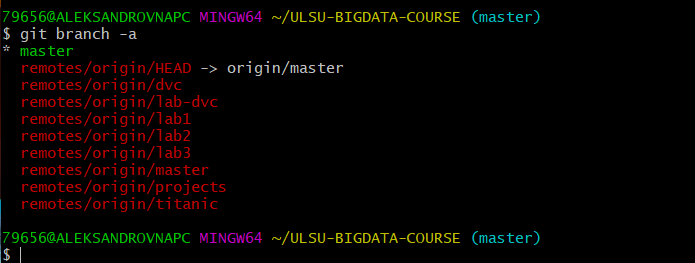 79656@ALEKSANDROVNAPC MINGW64 ~/ULSU-BIGDATA-COURSE (master)
$ git branch -a
* master
  remotes/origin/HEAD -> origin/master
  remotes/origin/dvc
  remotes/origin/lab-dvc
  remotes/origin/lab1
  remotes/origin/lab2
  remotes/origin/lab3
  remotes/origin/master
  remotes/origin/projects
  remotes/origin/titanic
79656@ALEKSANDROVNAPC MINGW64 ~/ULSU-BIGDATA-COURSE (master)
$